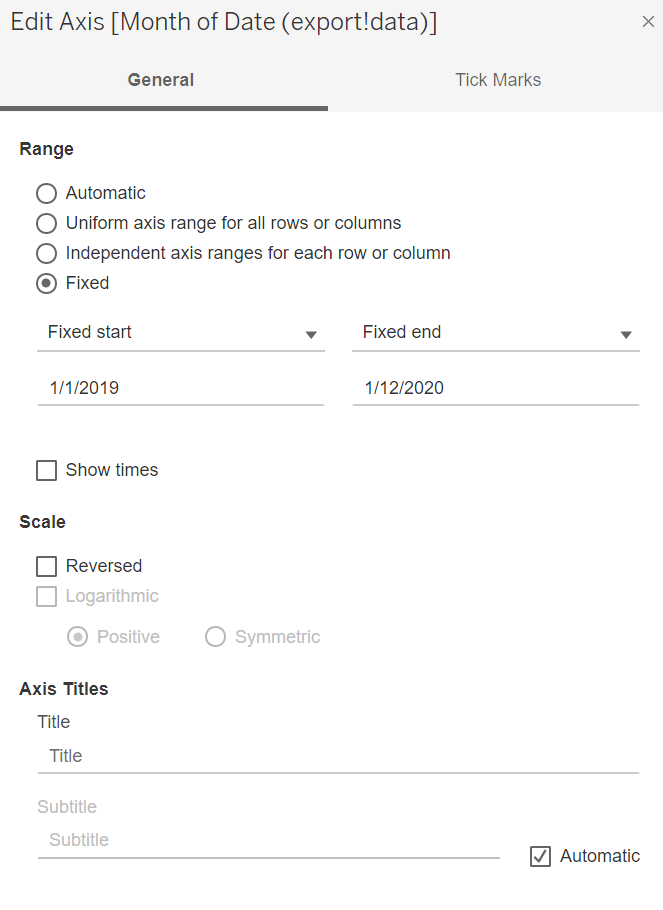 Edit Axis [Month of Date (export!data)]
General Tick Marks
Range
Automatic
Uniform axis range for all rows or columns
Independent axis ranges for each row or column
Fixed
Fixed start Fixed end
1/1/2019 1/12/2020
Show times
Scale
Reversed
Logarithmic
Positive Symmetric
Axis Titles
Title
Title
Subtitle
Subtitle
Automatic